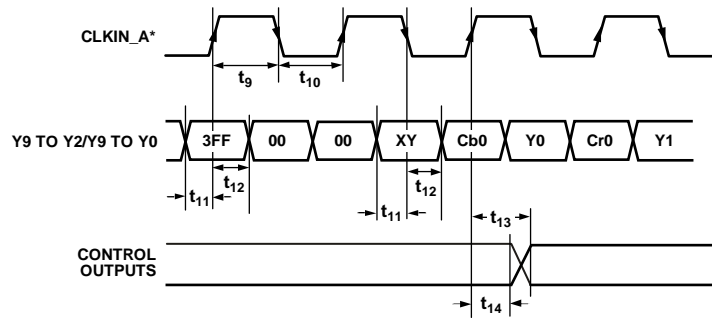 CLKIN_A*
t9
t10
Y9 TO Y2/Y9 TO Y0
3FF
00
00
XY
Cb0
Y0
Cr0
Y1
t11
t12
t11
t12
t13
CONTROL
OUTPUTS
t14